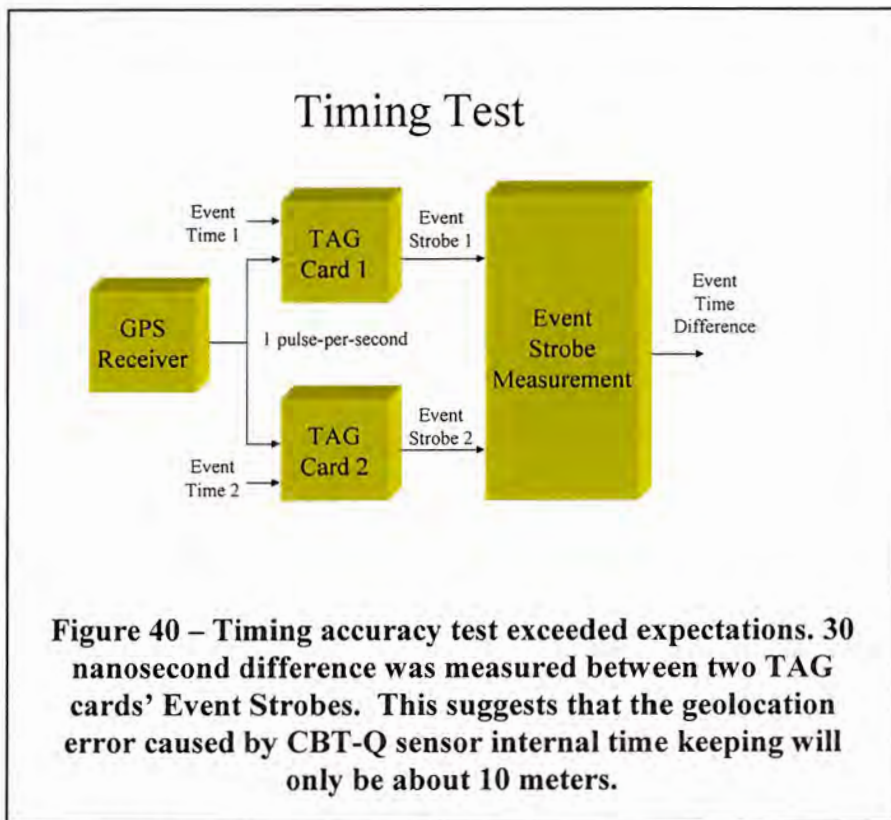 Timing Test
Event
Time 1
TAG
Card 1
Event
Strobe 1
GPS
Receiver
1 pulse-per-second
Event
Strobe
Measurement
Event
Time
Difference
TAG
Card 2
Event
Strobe 2
Event
Time 2
Figure 40 – Timing accuracy test exceeded expectations. 30
nanosecond difference was measured between two TAG
cards’ Event Strobes.  This suggests that the geolocation
error caused by CBT-Q sensor internal time keeping will
only be about 10 meters.